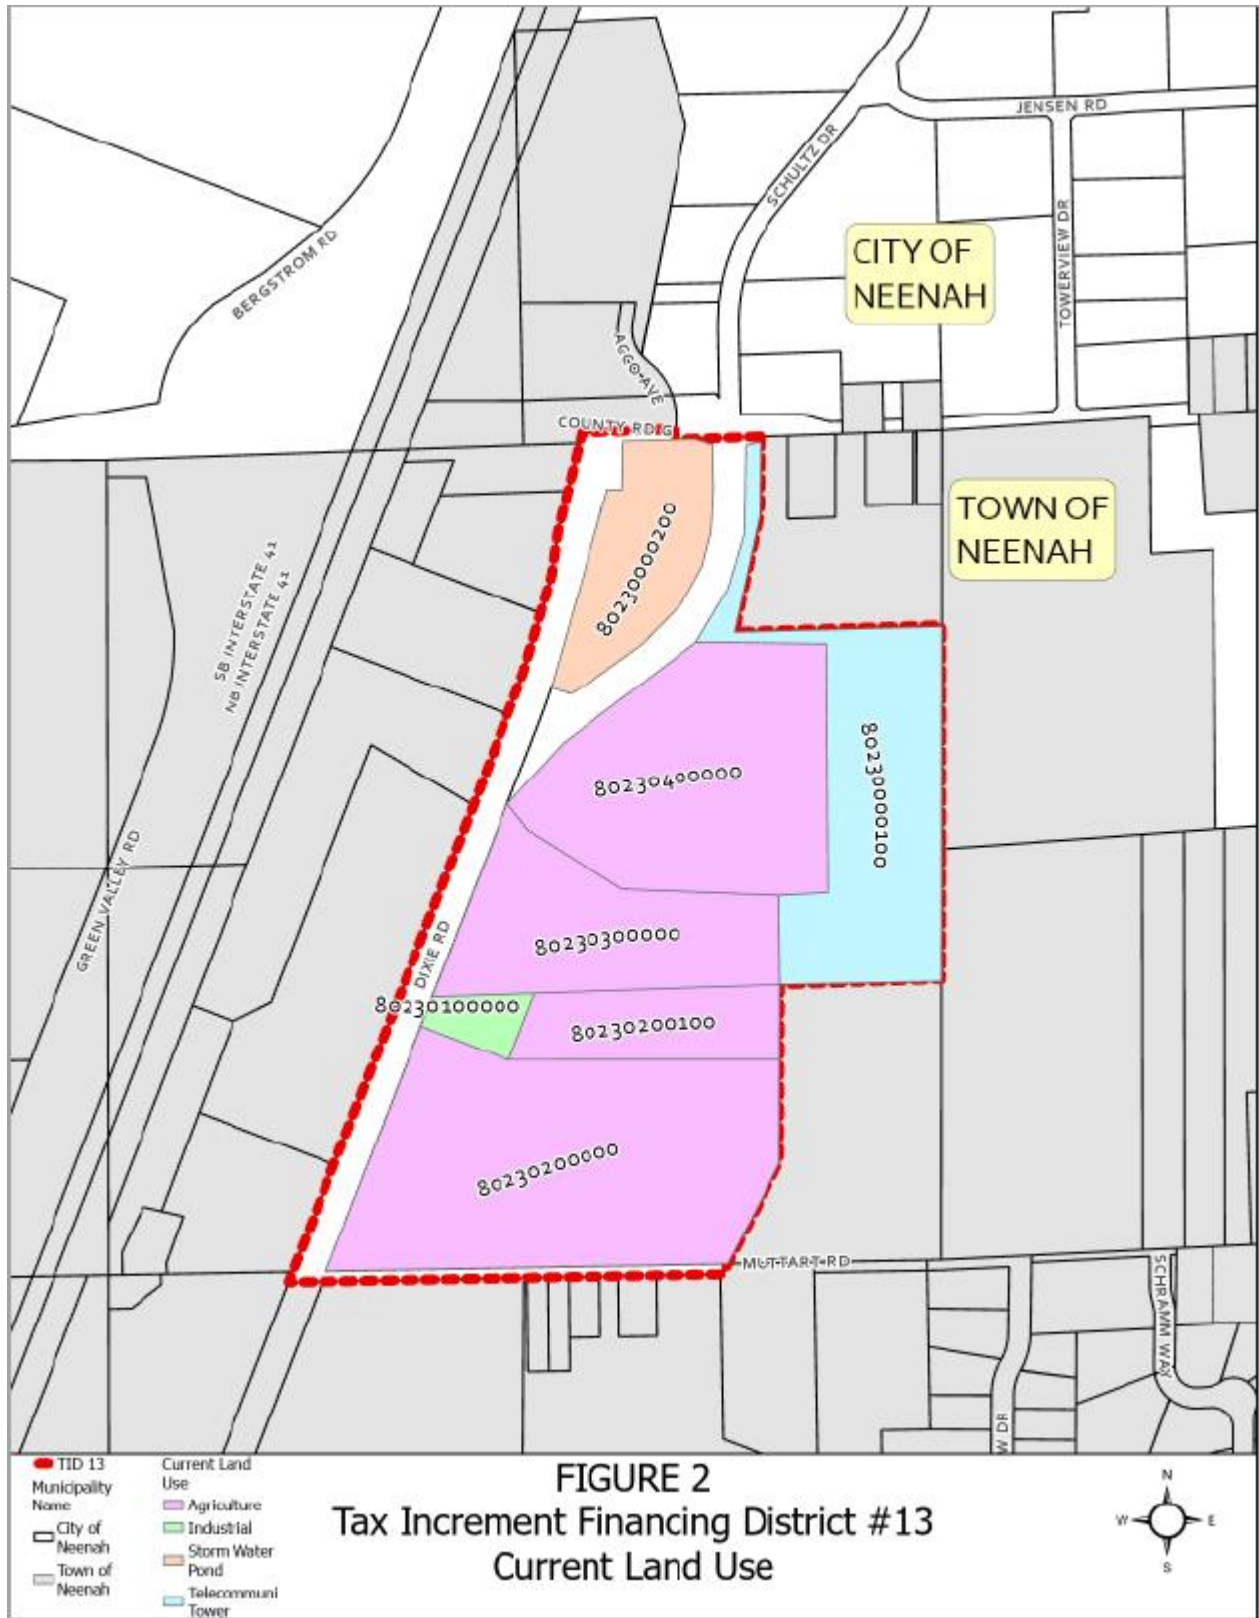 JENSEN RD
SCHULTZ DR
TOWERVIEW DR
BERGSTROM RD
CITY OF
NEENAH
AGGO AVE
COUNTY RD G
TOWN OF
NEENAH
80230000200
SB INTERSTATE 41
NB INTERSTATE 41
80230400000
80230000100
GREEN VALLEY RD
DIXIE RD
80230300000
80230100000
80230200100
80230200000
MUTTART RD
SCHRAMM WAY
W DR
TID 13
Municipality
Name
City of
Neenah
Town of
Neenah
Current Land
Use
Agriculture
Industrial
Storm Water
Pond
Telecommuni
Tower
FIGURE 2
Tax Increment Financing District #13
Current Land Use
N
W
E
S